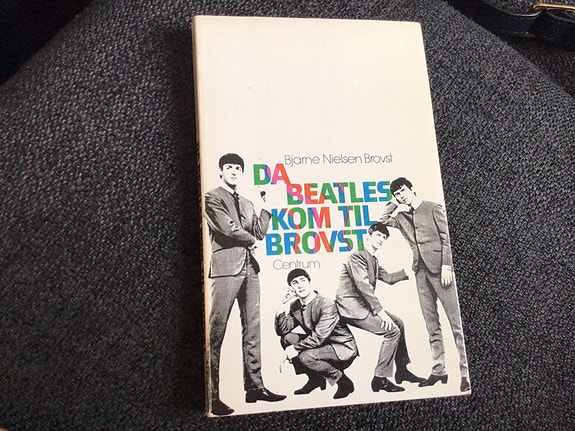 Bjarne Nielsen Brovst
DA
BEATLES
KOM TIL
BROVST
Centrum